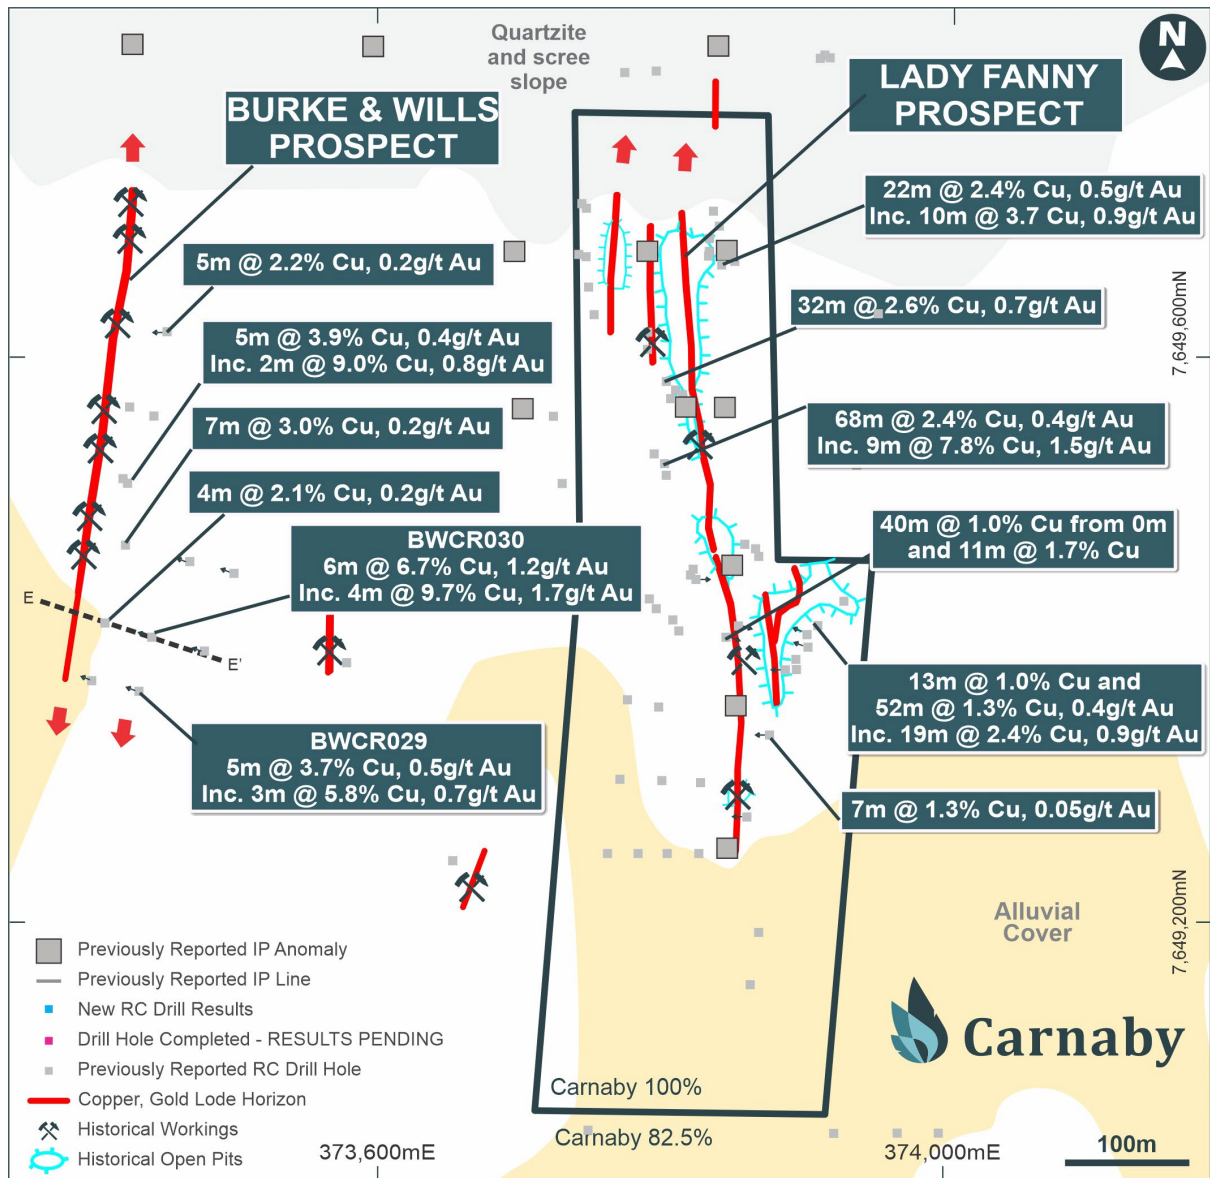 Quartzite
and scree
slope
N
BURKE & WILLS
PROSPECT
LADY FANNY
PROSPECT
22m @ 2.4% Cu, 0.5g/t Au
Inc. 10m @ 3.7 Cu, 0.9g/t Au
5m @ 2.2% Cu, 0.2g/t Au
32m @ 2.6% Cu, 0.7g/t Au
7,649,600mN
5m @ 3.9% Cu, 0.4g/t Au
Inc. 2m @ 9.0% Cu, 0.8g/t Au
7m @ 3.0% Cu, 0.2g/t Au
68m @ 2.4% Cu, 0.4g/t Au
Inc. 9m @ 7.8% Cu, 1.5g/t Au
4m @ 2.1% Cu, 0.2g/t Au
40m @ 1.0% Cu from 0m
and 11m @ 1.7% Cu
BWCR030
6m @ 6.7% Cu, 1.2g/t Au
Inc. 4m @ 9.7% Cu, 1.7g/t Au
E
E'
13m @ 1.0% Cu and
52m @ 1.3% Cu, 0.4g/t Au
Inc. 19m @ 2.4% Cu, 0.9g/t Au
BWCR029
5m @ 3.7% Cu, 0.5g/t Au
Inc. 3m @ 5.8% Cu, 0.7g/t Au
7m @ 1.3% Cu, 0.05g/t Au
7,649,200mN
Alluvial
Cover
Previously Reported IP Anomaly
Previously Reported IP Line
New RC Drill Results
Drill Hole Completed - RESULTS PENDING
Previously Reported RC Drill Hole
Copper, Gold Lode Horizon
Historical Workings
Historical Open Pits
Carnaby
Carnaby 100%
Carnaby 82.5%
373,600mE
374,000mE
100m